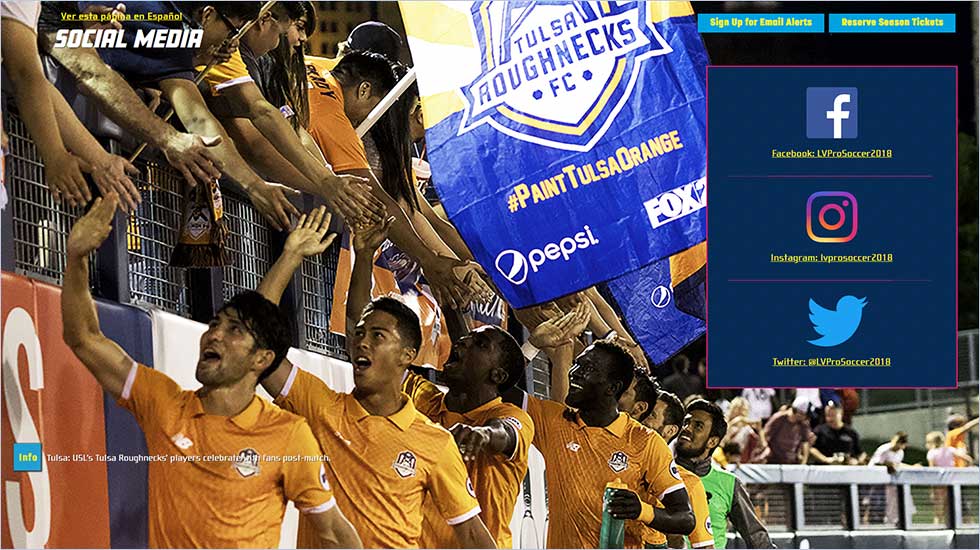 Ver esta página en Español
SOCIAL MEDIA
Sign Up for Email Alerts
Reserve Season Tickets
TULSA
ROUGHNECKS
FC
#PAINTTULSAORANGE
FOX
pepsi
Facebook: LVProSoccer2018
Instagram: lvprosoccer2018
Twitter: @LVProSoccer2018
Info
Tulsa: USL's Tulsa Roughnecks' players celebrate with fans post-match.